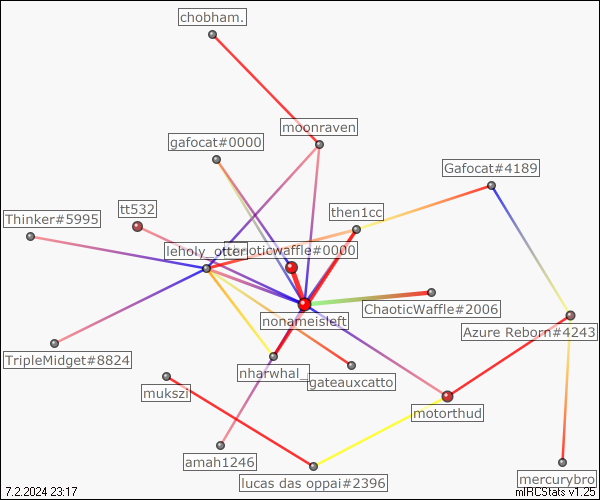 chobham.
moonraven
gafocat#0000
Gafocat#4189
tt532
then1cc
Thinker#5995
leholy_otter
chaoticwaffle#0000
ChaoticWaffle#2006
nonameisleft
Azure Reborn#4243
TripleMidget#8824
nharwhal_
gateauxcatto
mukszi
motorthud
amah1246
lucas das oppai#2396
mercurybro
7.2.2024 23:17
mIRCStats v1.25